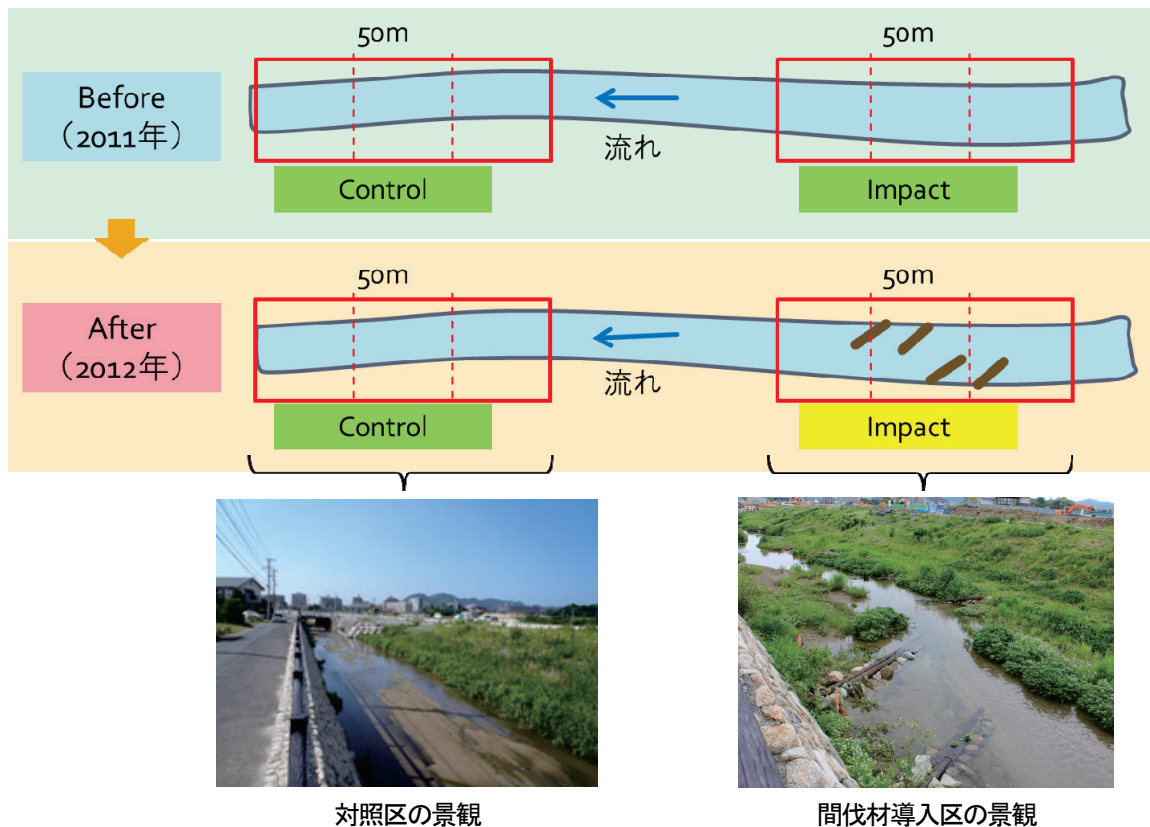 50m
50m
Before
（2011年）
流れ
Control
Impact
50m
50m
After
（2012年）
流れ
Control
Impact
対照区の景観
間伐材導入区の景観